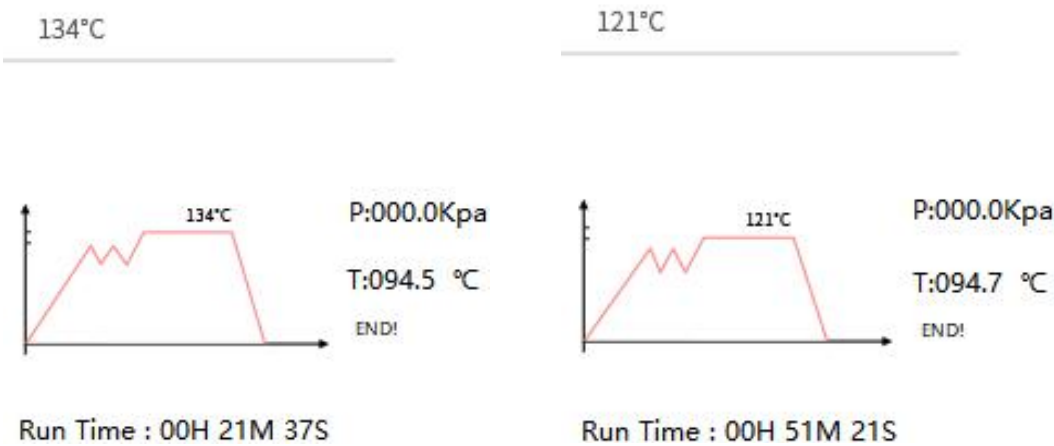 134°C
134°C
P:000.0Kpa
T:094.5 °C
END!
Run Time : 00H 21M 37S
121°C
121°C
P:000.0Kpa
T:094.7 °C
END!
Run Time : 00H 51M 21S